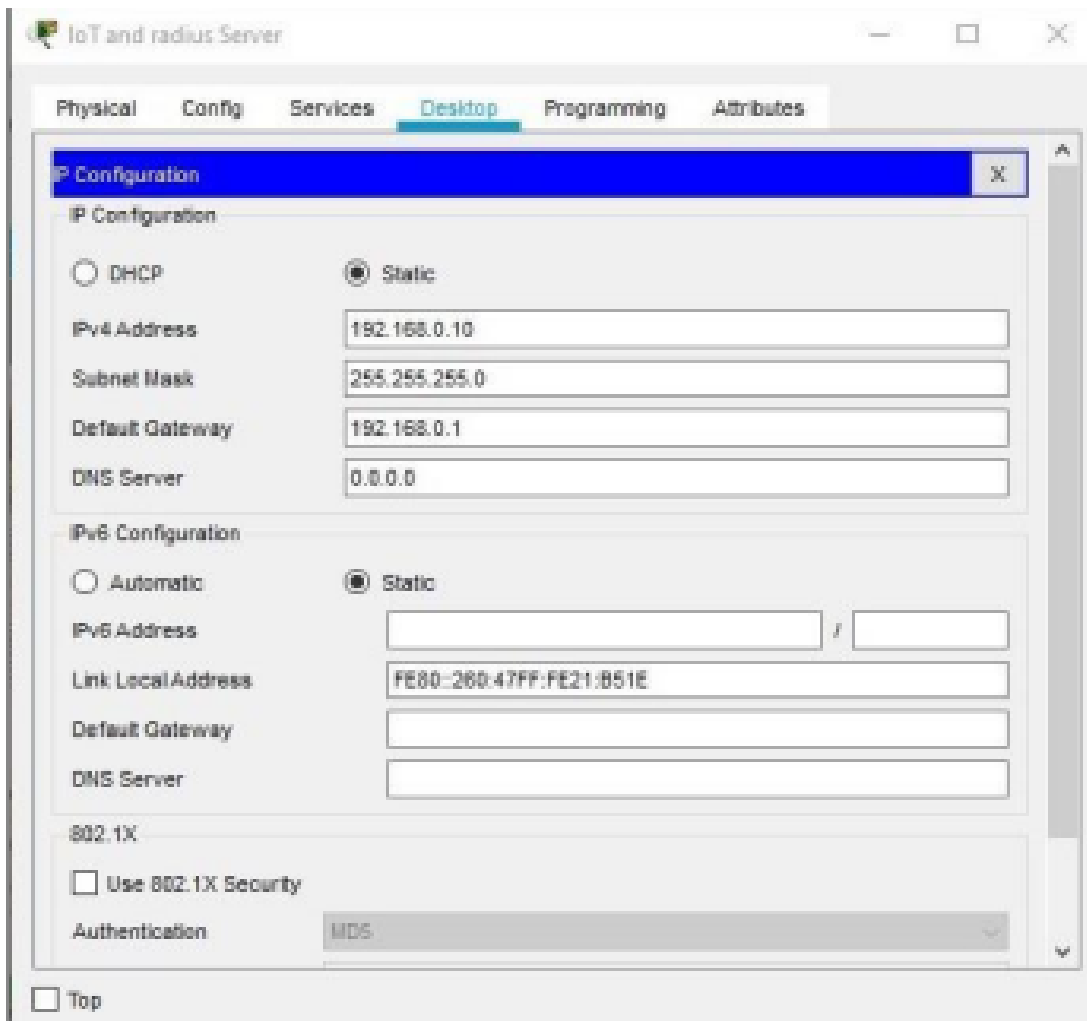 IoT and radius Server
Physical Config Services Desktop Programming Attributes
IP Configuration X
IP Configuration
DHCP Static
IPv4 Address 192.168.0.10
Subnet Mask 255.255.255.0
Default Gateway 192.168.0.1
DNS Server 0.0.0.0
IPv6 Configuration
Automatic Static
IPv6 Address /
Link Local Address FE80::260:47FF:FE21:B51E
Default Gateway
DNS Server
802.1X
Use 802.1X Security
Authentication MD5
Top